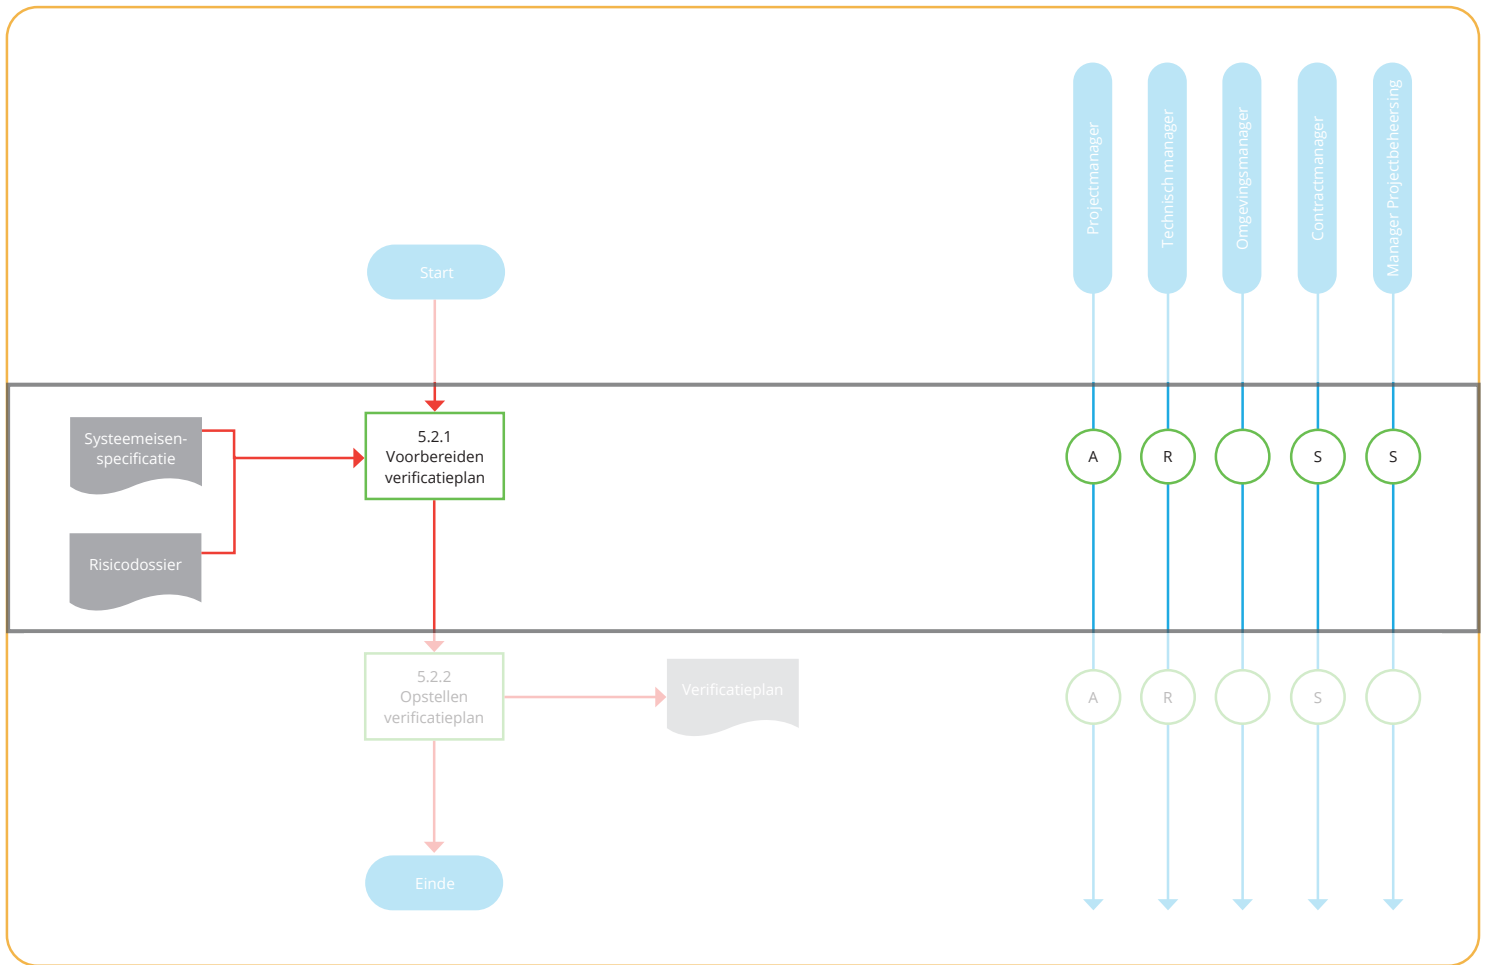 Projectmanager
Technisch manager
Omgevingsmanager
Contractmanager
Manager Projectbeheersing
Start
Systeemeisen-
specificatie
Risicodossier
5.2.1
Voorbereiden
verificatieplan
A
R
S
S
5.2.2
Opstellen
verificatieplan
Verificatieplan
A
R
S
Einde